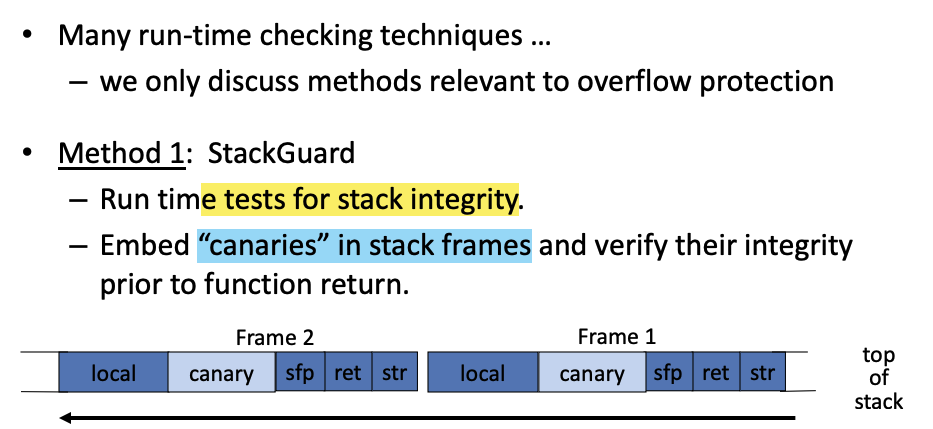 • Many run-time checking techniques …
– we only discuss methods relevant to overflow protection
• Method 1: StackGuard
– Run time tests for stack integrity.
– Embed “canaries” in stack frames and verify their integrity
prior to function return.
Frame 2 Frame 1
local canary sfp ret str local canary sfp ret str
top
of
stack